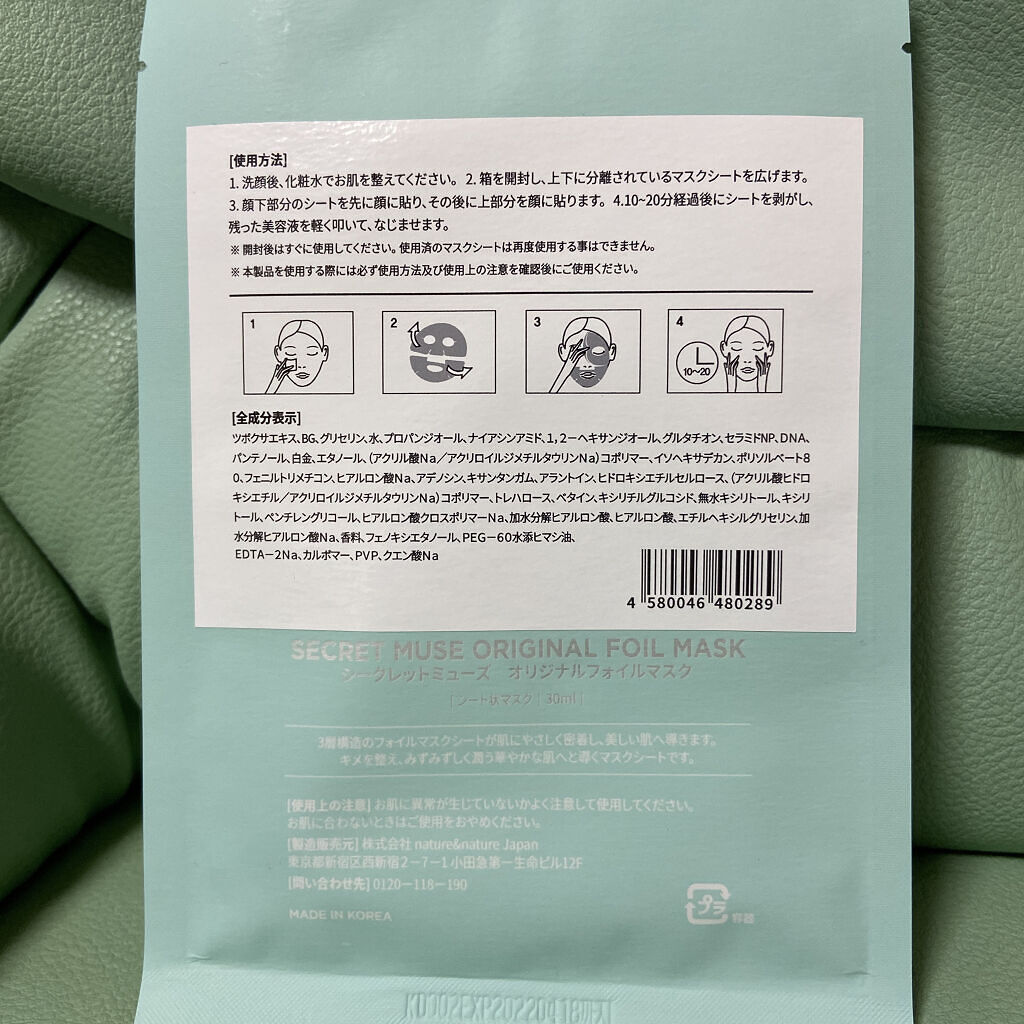 [使用方法]
1. 洗顔後、化粧水でお肌を整えてください。 2. 箱を開封し、上下に分離されているマスクシートを広げます。
3. 顔下部分のシートを先に顔に貼り、その後に上部分を顔に貼ります。 4.10~20分経過後にシートを剥がし、
残った美容液を軽く叩いて、なじませます。
※ 開封後はすぐに使用してください。使用済のマスクシートは再度使用する事はできません。
※ 本製品を使用する際には必ず使用方法及び使用上の注意を確認後にご使用ください。
1 2 3 4
10~20
[全成分表示]
ツボクサエキス、BG、グリセリン、水、プロパンジオール、ナイアシンアミド、1,2-ヘキサンジオール、グルタチオン、セラミドNP、DNA、
パンテノール、白金、エタノール、(アクリル酸Na/アクリロイルジメチルタウリンNa)コポリマー、イソヘキサデカン、ポリソルベート8
0、フェニルトリメチコン、ヒアルロン酸Na、アデノシン、キサンタンガム、アラントイン、ヒドロキシエチルセルロース、(アクリル酸ヒドロ
キシエチル/アクリロイルジメチルタウリンNa)コポリマー、トレハロース、ベタイン、キシリチルグルコシド、無水キシリトール、キシリ
トール、ペンチレングリコール、ヒアルロン酸クロスポリマーNa、加水分解ヒアルロン酸、ヒアルロン酸、エチルヘキシルグリセリン、加
水分解ヒアルロン酸Na、香料、フェノキシエタノール、PEG-60水添ヒマシ油、
EDTA-2Na、カルボマー、PVP、クエン酸Na
4 580046 480289
SECRET MUSE ORIGINAL FOIL MASK
シークレットミューズ オリジナルフォイルマスク
[シート状マスク | 30ml]
3層構造のフォイルマスクシートが肌にやさしく密着し、美しい肌へ導きます。
キメを整え、みずみずしく潤う華やかな肌へと導くマスクシートです。
[使用上の注意] お肌に異常が生じていないかよく注意して使用してください。
お肌に合わないときはご使用をおやめください。
[製造販売元] 株式会社 nature&nature Japan
東京都新宿区西新宿2-7-1 小田急第一生命ビル12F
[問い合わせ先] 0120-118-190
MADE IN KOREA
プラ
容器